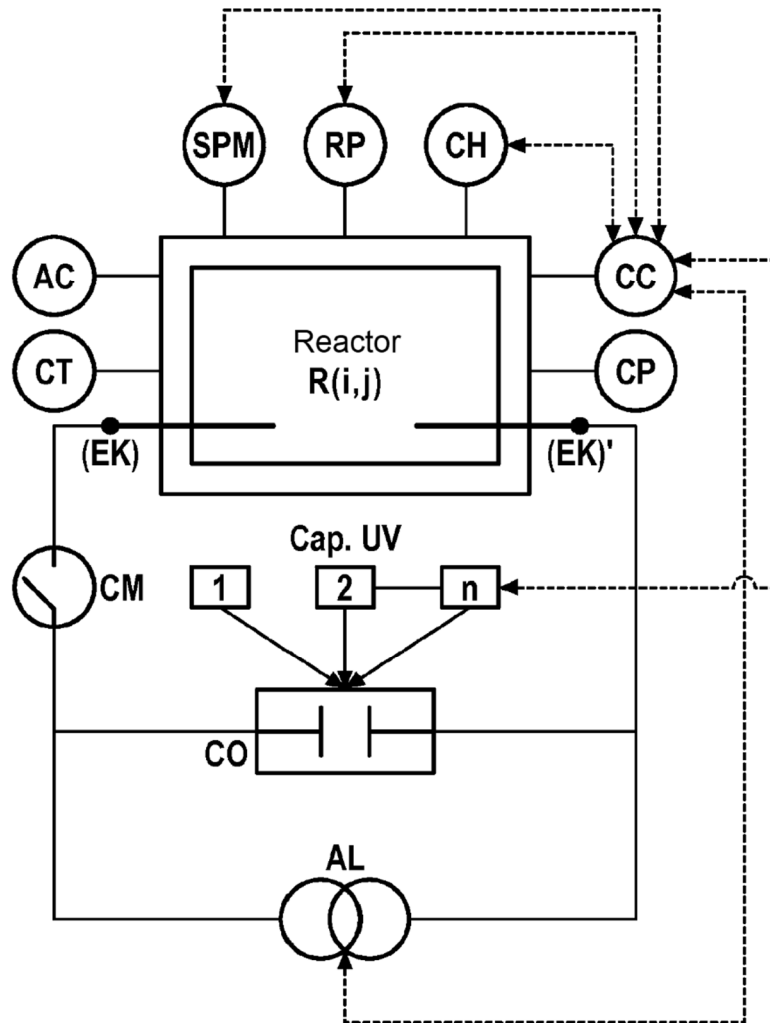 SPM RP CH
AC CC
Reactor
CT R(i,j) CP
(EK) (EK)'
Cap. UV
CM 1 2 n
CO
AL